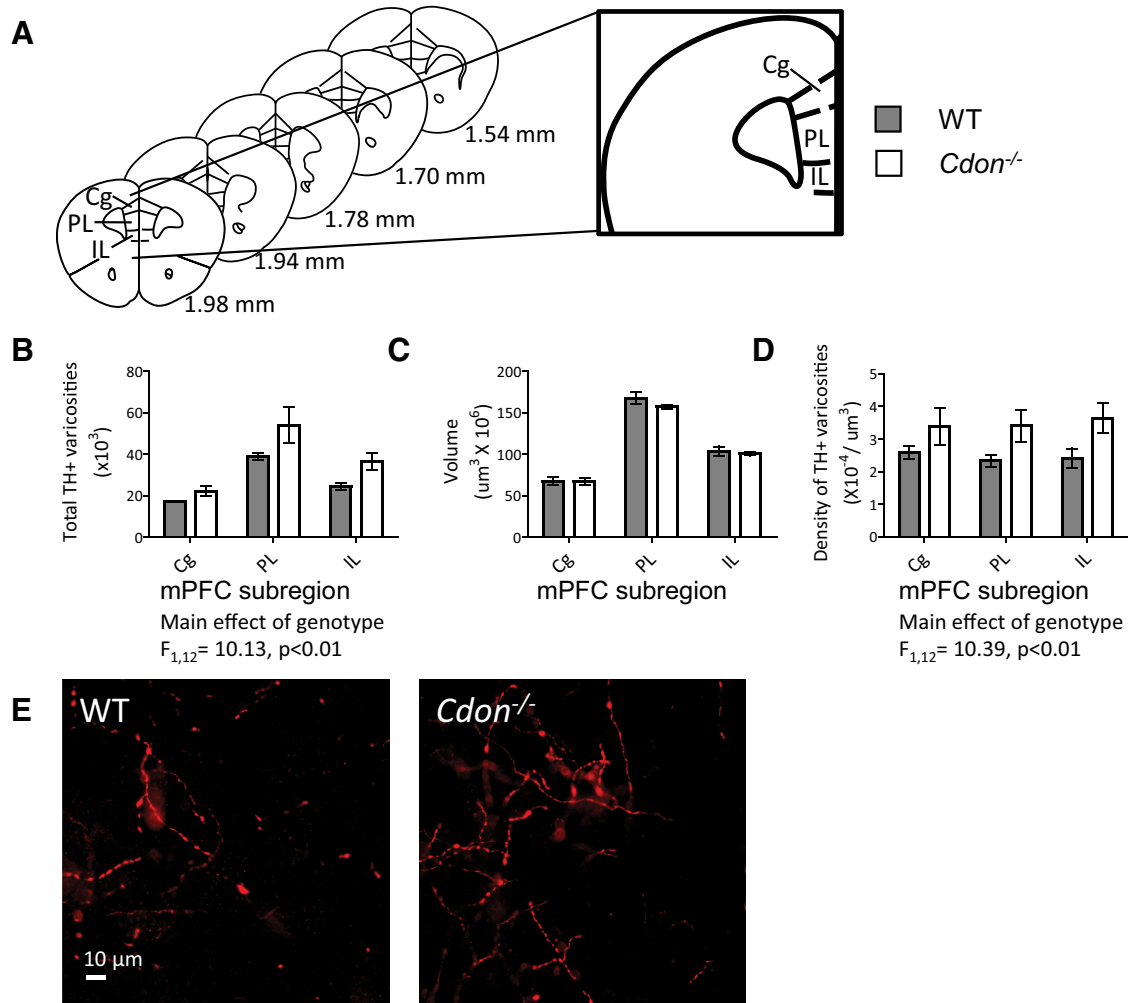 A
Cg
PL
IL
1.98 mm
1.94 mm
1.78 mm
1.70 mm
1.54 mm
Cg
PL
IL
WT
Cdon-/-
B
Total TH+ varicosities
(x10³)
80
60
40
20
0
Cg
PL
IL
mPFC subregion
Main effect of genotype
F1,12= 10.13, p<0.01
C
Volume
(um³ X 10⁶)
200
150
100
50
0
Cg
PL
IL
mPFC subregion
D
Density of TH+ varicosities
(X10⁻⁴/ um³)
5
4
3
2
1
0
Cg
PL
IL
mPFC subregion
Main effect of genotype
F1,12= 10.39, p<0.01
E
WT
10 µm
Cdon-/-